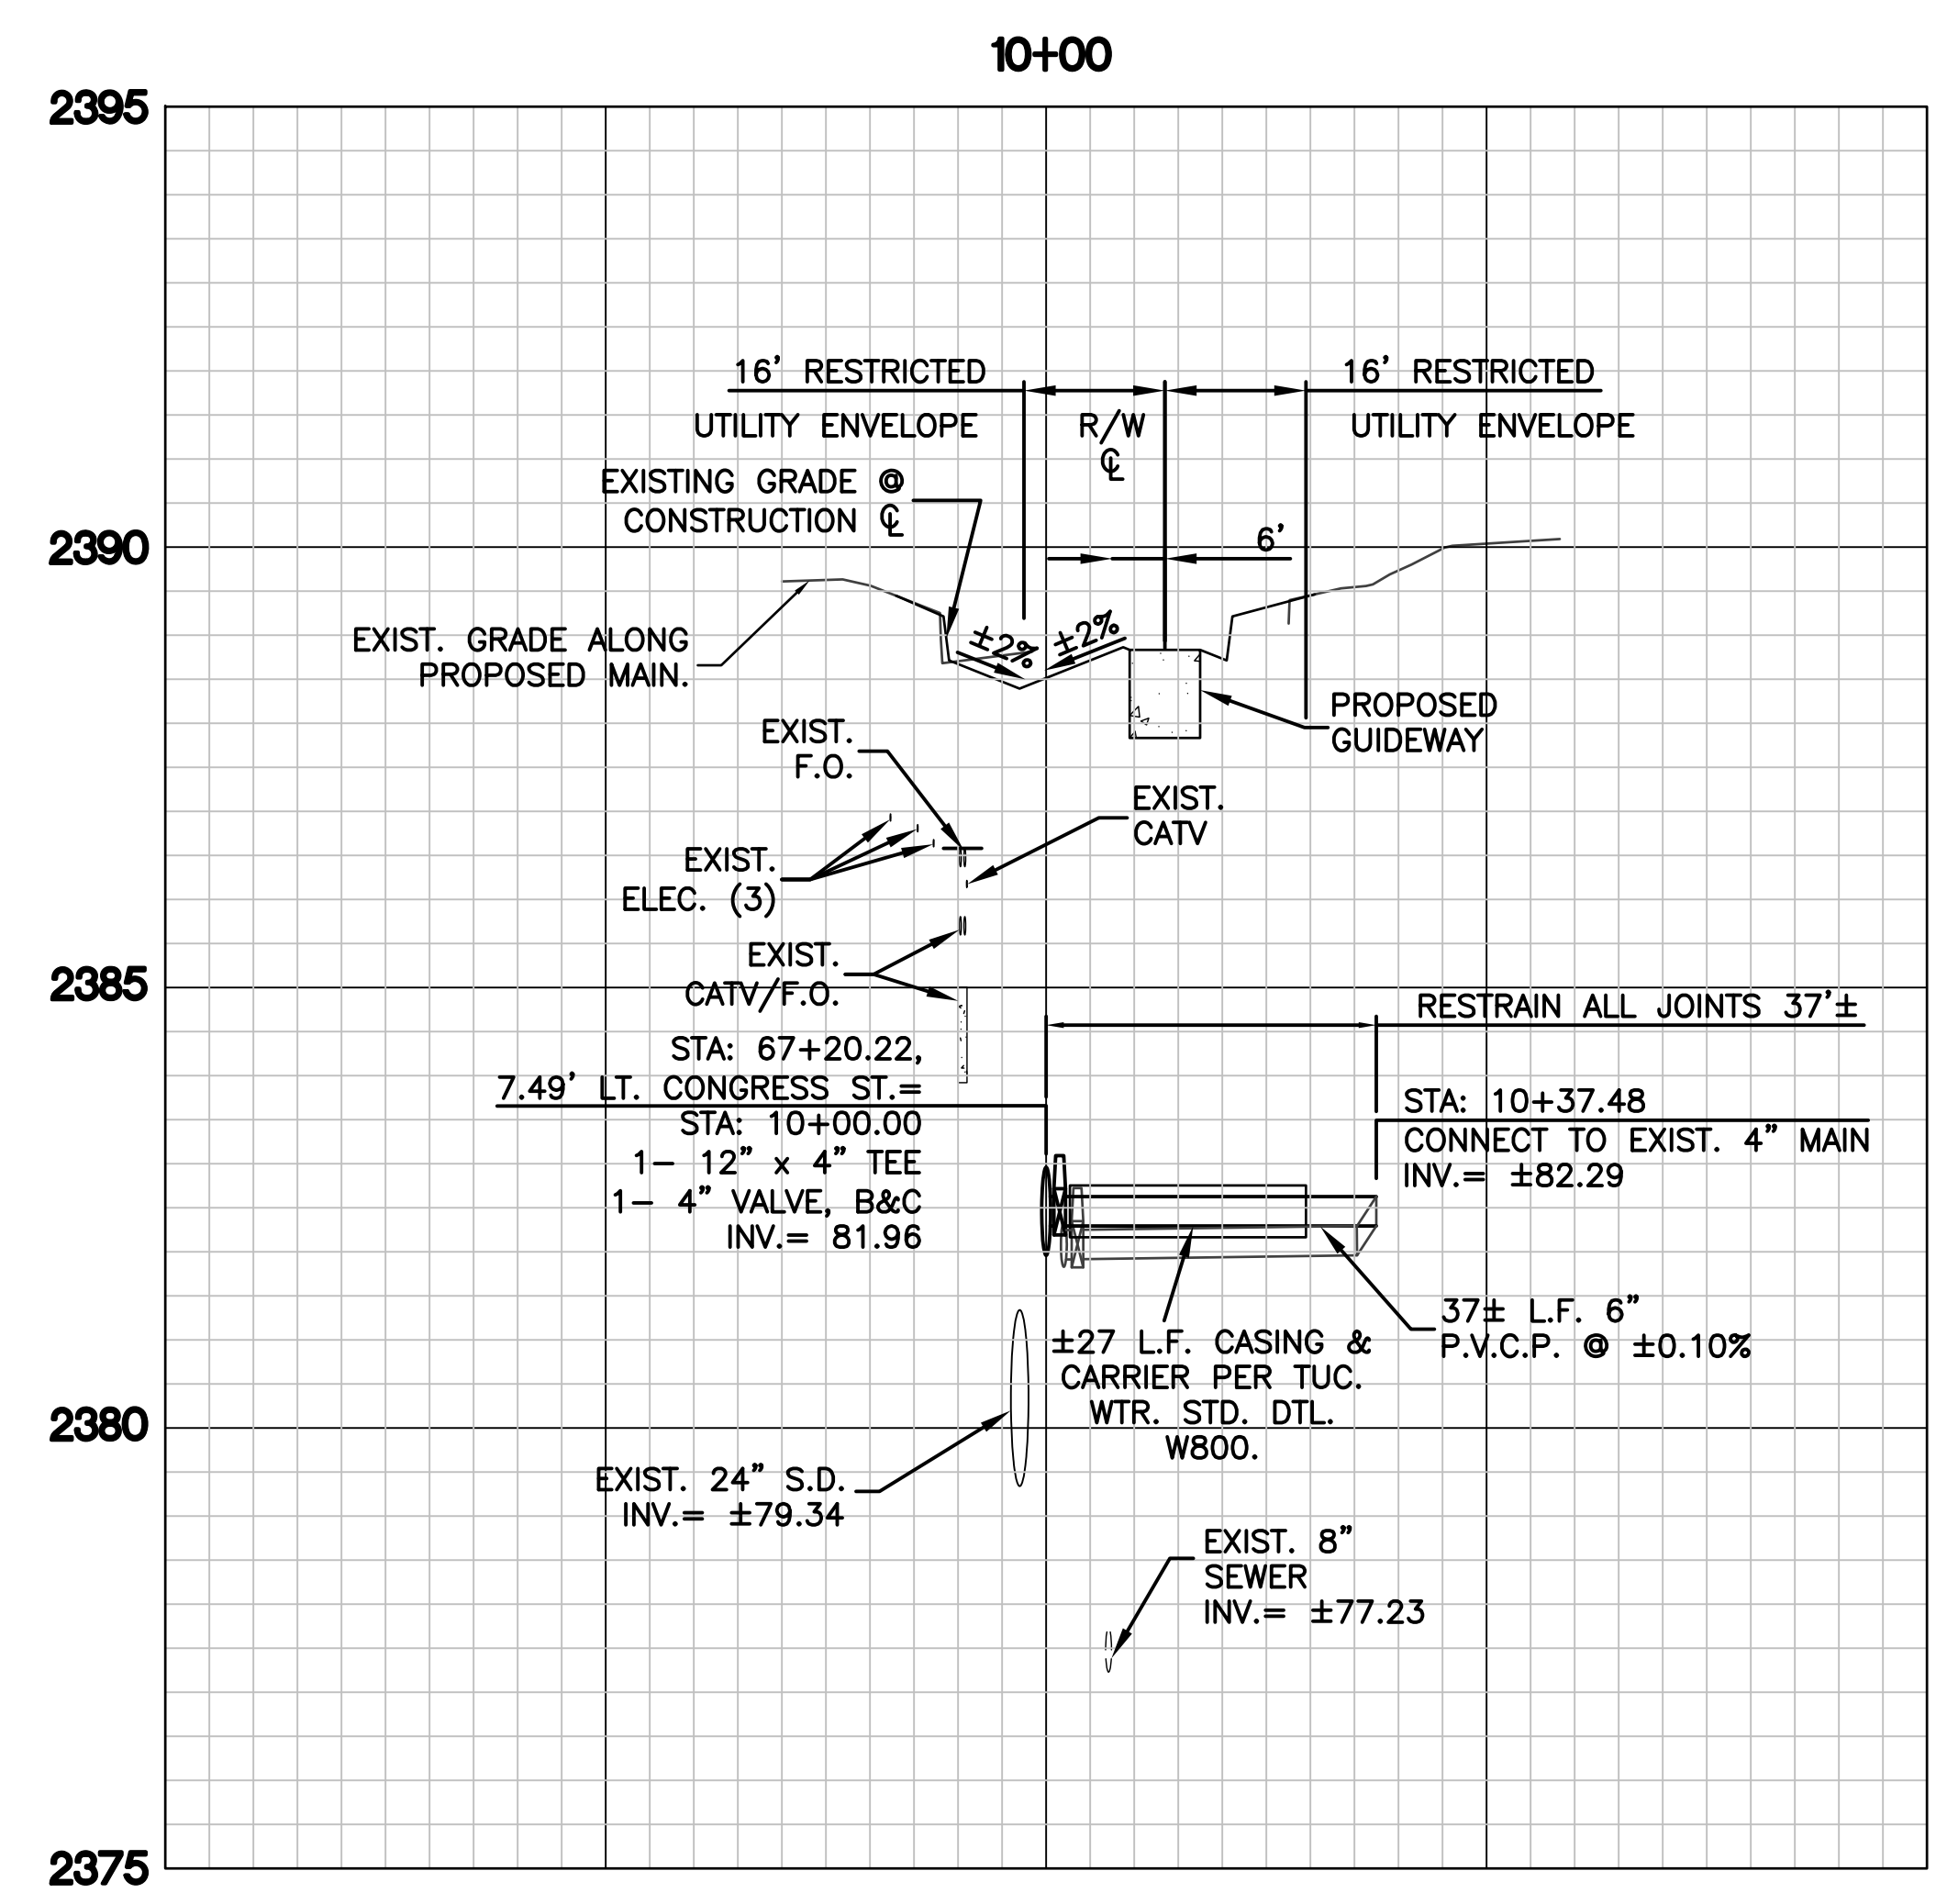 10+00
2395
16' RESTRICTED
UTILITY ENVELOPE
R/W
℄
16' RESTRICTED
UTILITY ENVELOPE
EXISTING GRADE @
CONSTRUCTION ℄
2390
6'
±2%
±2%
EXIST. GRADE ALONG
PROPOSED MAIN.
PROPOSED
GUIDEWAY
EXIST.
F.O.
EXIST.
CATV
EXIST.
ELEC. (3)
EXIST.
CATV/F.O.
2385
RESTRAIN ALL JOINTS 37'±
STA: 67+20.22,
7.49' LT. CONGRESS ST.=
STA: 10+00.00
1- 12" x 4" TEE
1- 4" VALVE, B&C
INV.= 81.96
STA: 10+37.48
CONNECT TO EXIST. 4" MAIN
INV.= ±82.29
37± L.F. 6"
P.V.C.P. @ ±0.10%
±27 L.F. CASING &
CARRIER PER TUC.
WTR. STD. DTL.
W800.
2380
EXIST. 24" S.D.
INV.= ±79.34
EXIST. 8"
SEWER
INV.= ±77.23
2375